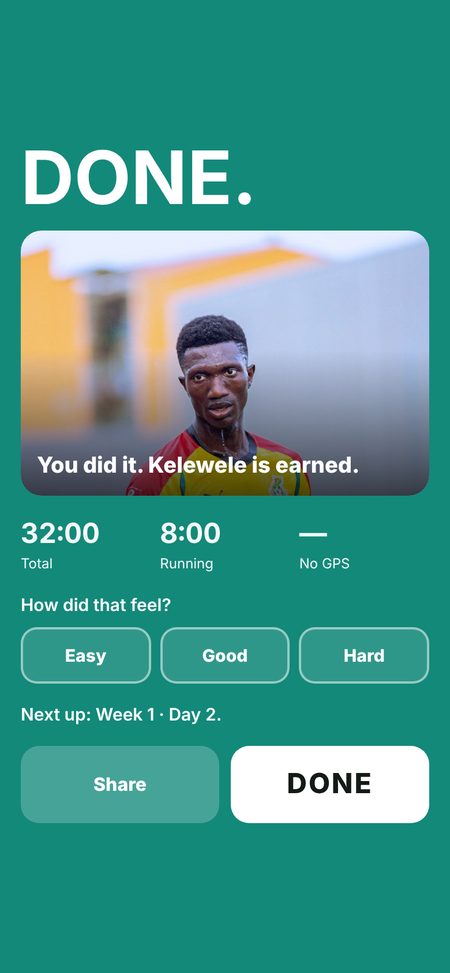 DONE.
You did it. Kelewele is earned.
32:00 8:00 —
Total Running No GPS
How did that feel?
Easy Good Hard
Next up: Week 1 · Day 2.
Share DONE